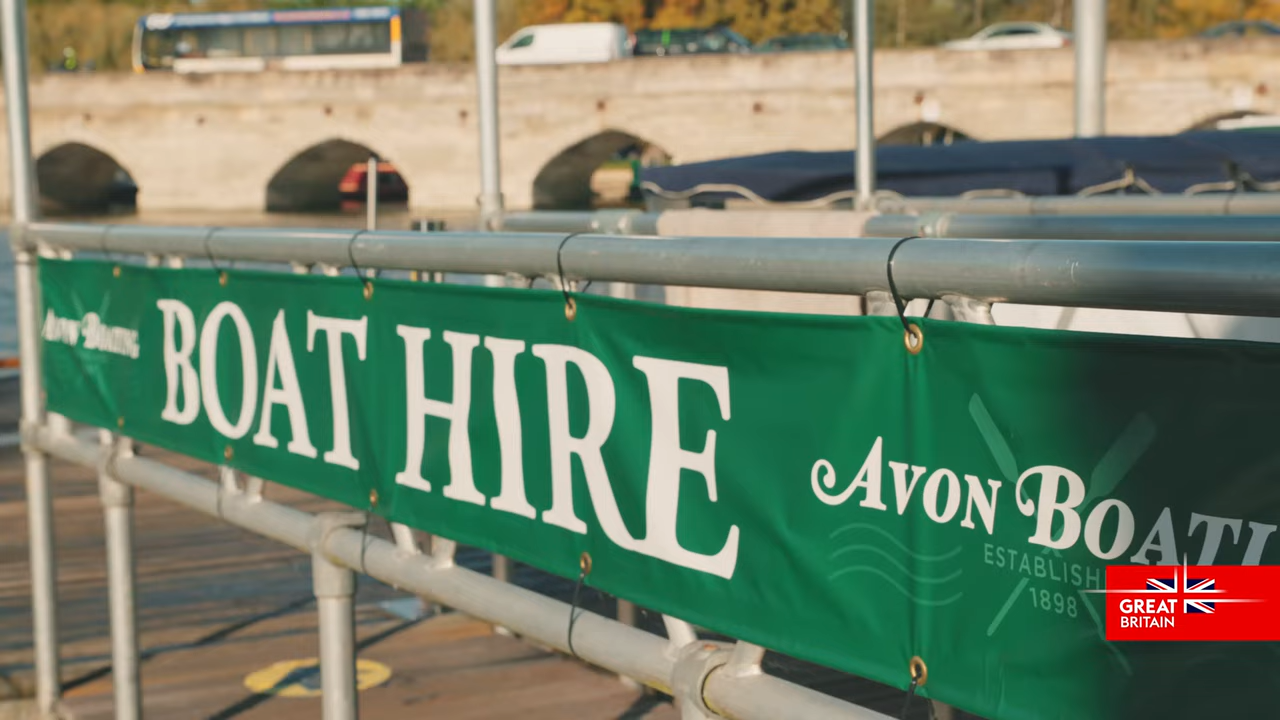 AVON BOATING
BOAT HIRE
AVON BOATI
ESTABLISH
1898
GREAT
BRITAIN